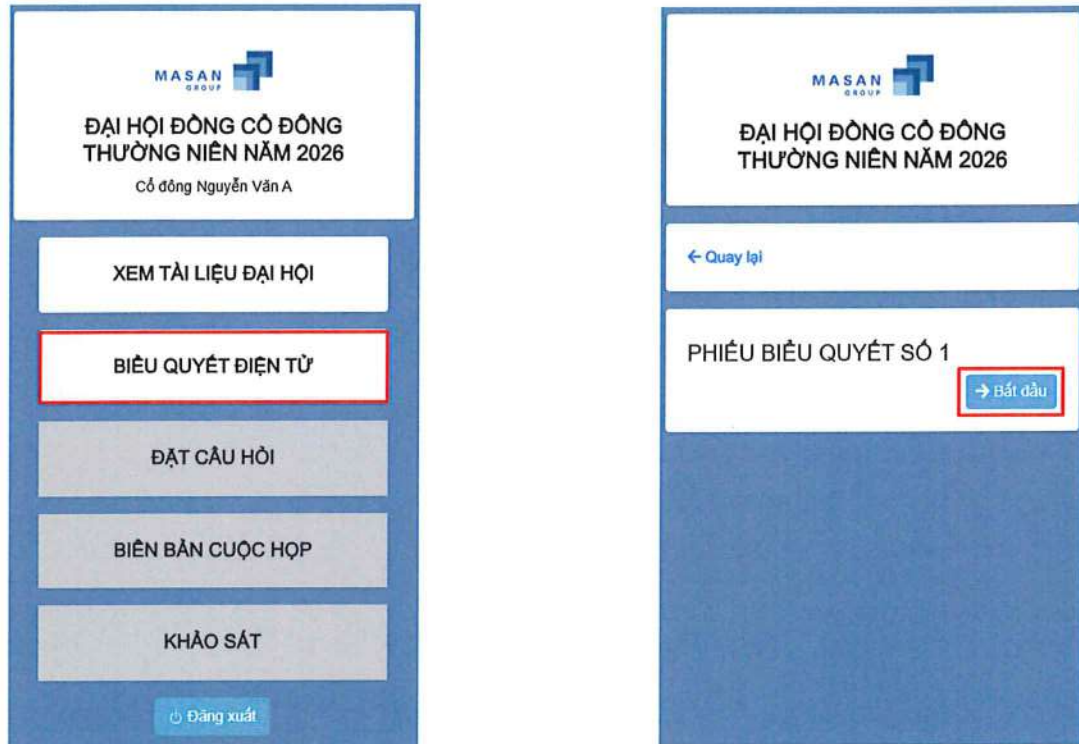 MASAN
GROUP
ĐẠI HỘI ĐỒNG CỔ ĐÔNG
THƯỜNG NIÊN NĂM 2026
Cổ đông Nguyễn Văn A
XEM TÀI LIỆU ĐẠI HỘI
BIỂU QUYẾT ĐIỆN TỬ
ĐẶT CÂU HỎI
BIÊN BẢN CUỘC HỌP
KHẢO SÁT
Đăng xuất
MASAN
GROUP
ĐẠI HỘI ĐỒNG CỔ ĐÔNG
THƯỜNG NIÊN NĂM 2026
← Quay lại
PHIẾU BIỂU QUYẾT SỐ 1
→ Bắt đầu